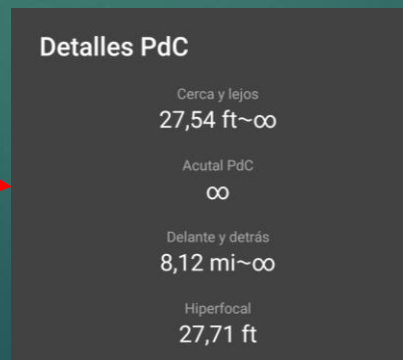 Detalles PdC
Cerca y lejos
27,54 ft~∞
Acutal PdC
∞
Delante y detrás
8,12 mi~∞
Hiperfocal
27,71 ft